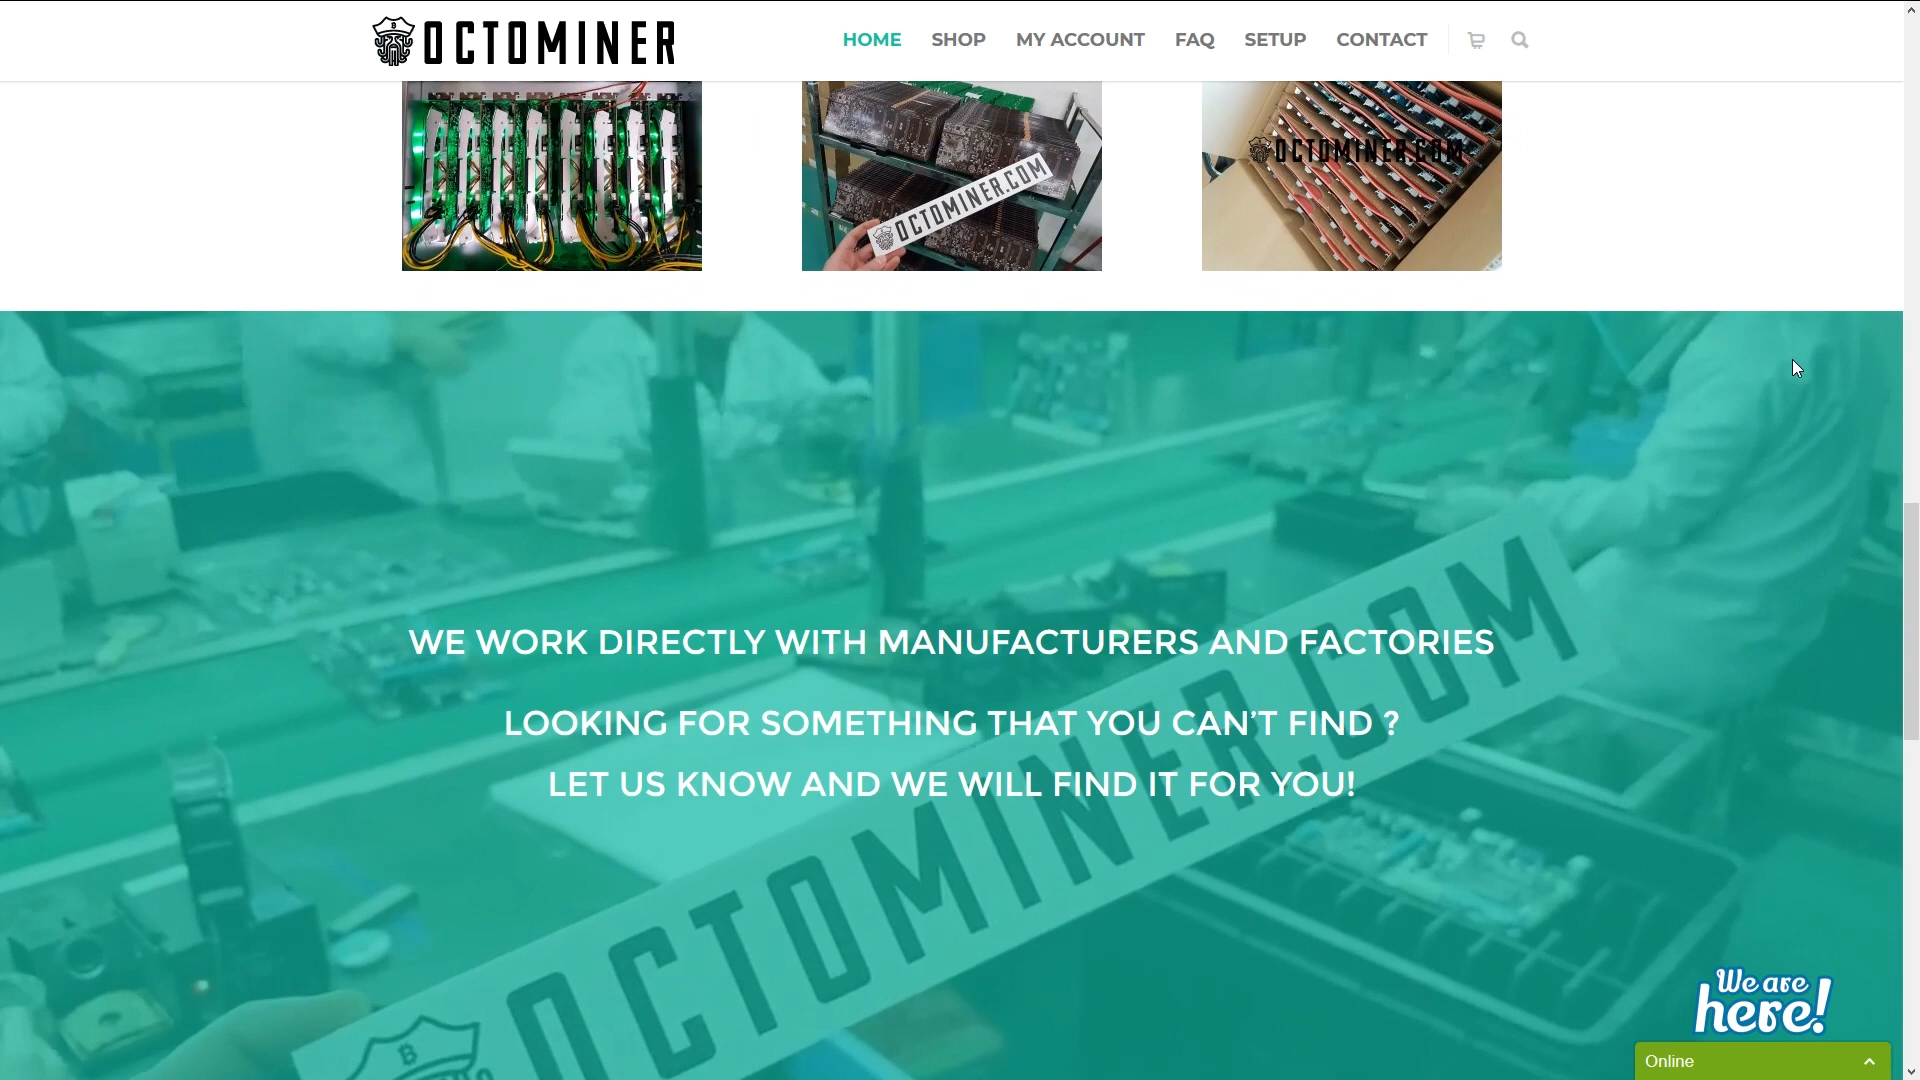 OCTOMINER
HOME SHOP MY ACCOUNT FAQ SETUP CONTACT
OCTOMINER.COM
OCTOMINER.COM
WE WORK DIRECTLY WITH MANUFACTURERS AND FACTORIES
LOOKING FOR SOMETHING THAT YOU CAN’T FIND ?
LET US KNOW AND WE WILL FIND IT FOR YOU!
OCTOMINER.COM
We are
here!
Online